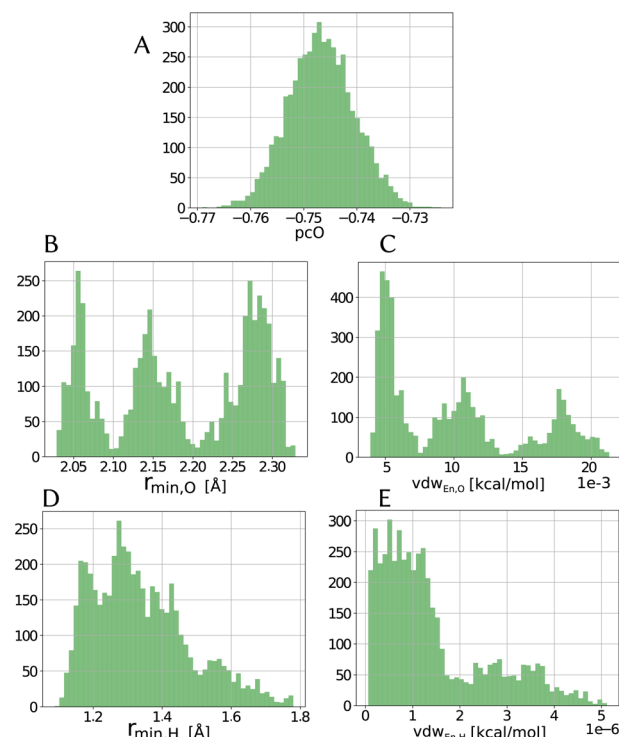 A
300
250
200
150
100
50
0
−0.77 −0.76 −0.75 −0.74 −0.73
pcO
B
250
200
150
100
50
0
2.05 2.10 2.15 2.20 2.25 2.30
rmin,O [Å]
C
400
300
200
100
0
5 10 15 20
1e-3
vdwEn,O [kcal/mol]
D
250
200
150
100
50
0
1.2 1.4 1.6 1.8
rmin,H [Å]
E
350
300
250
200
150
100
50
0
0 1 2 3 4 5
1e−6
vdwEn,H [kcal/mol]